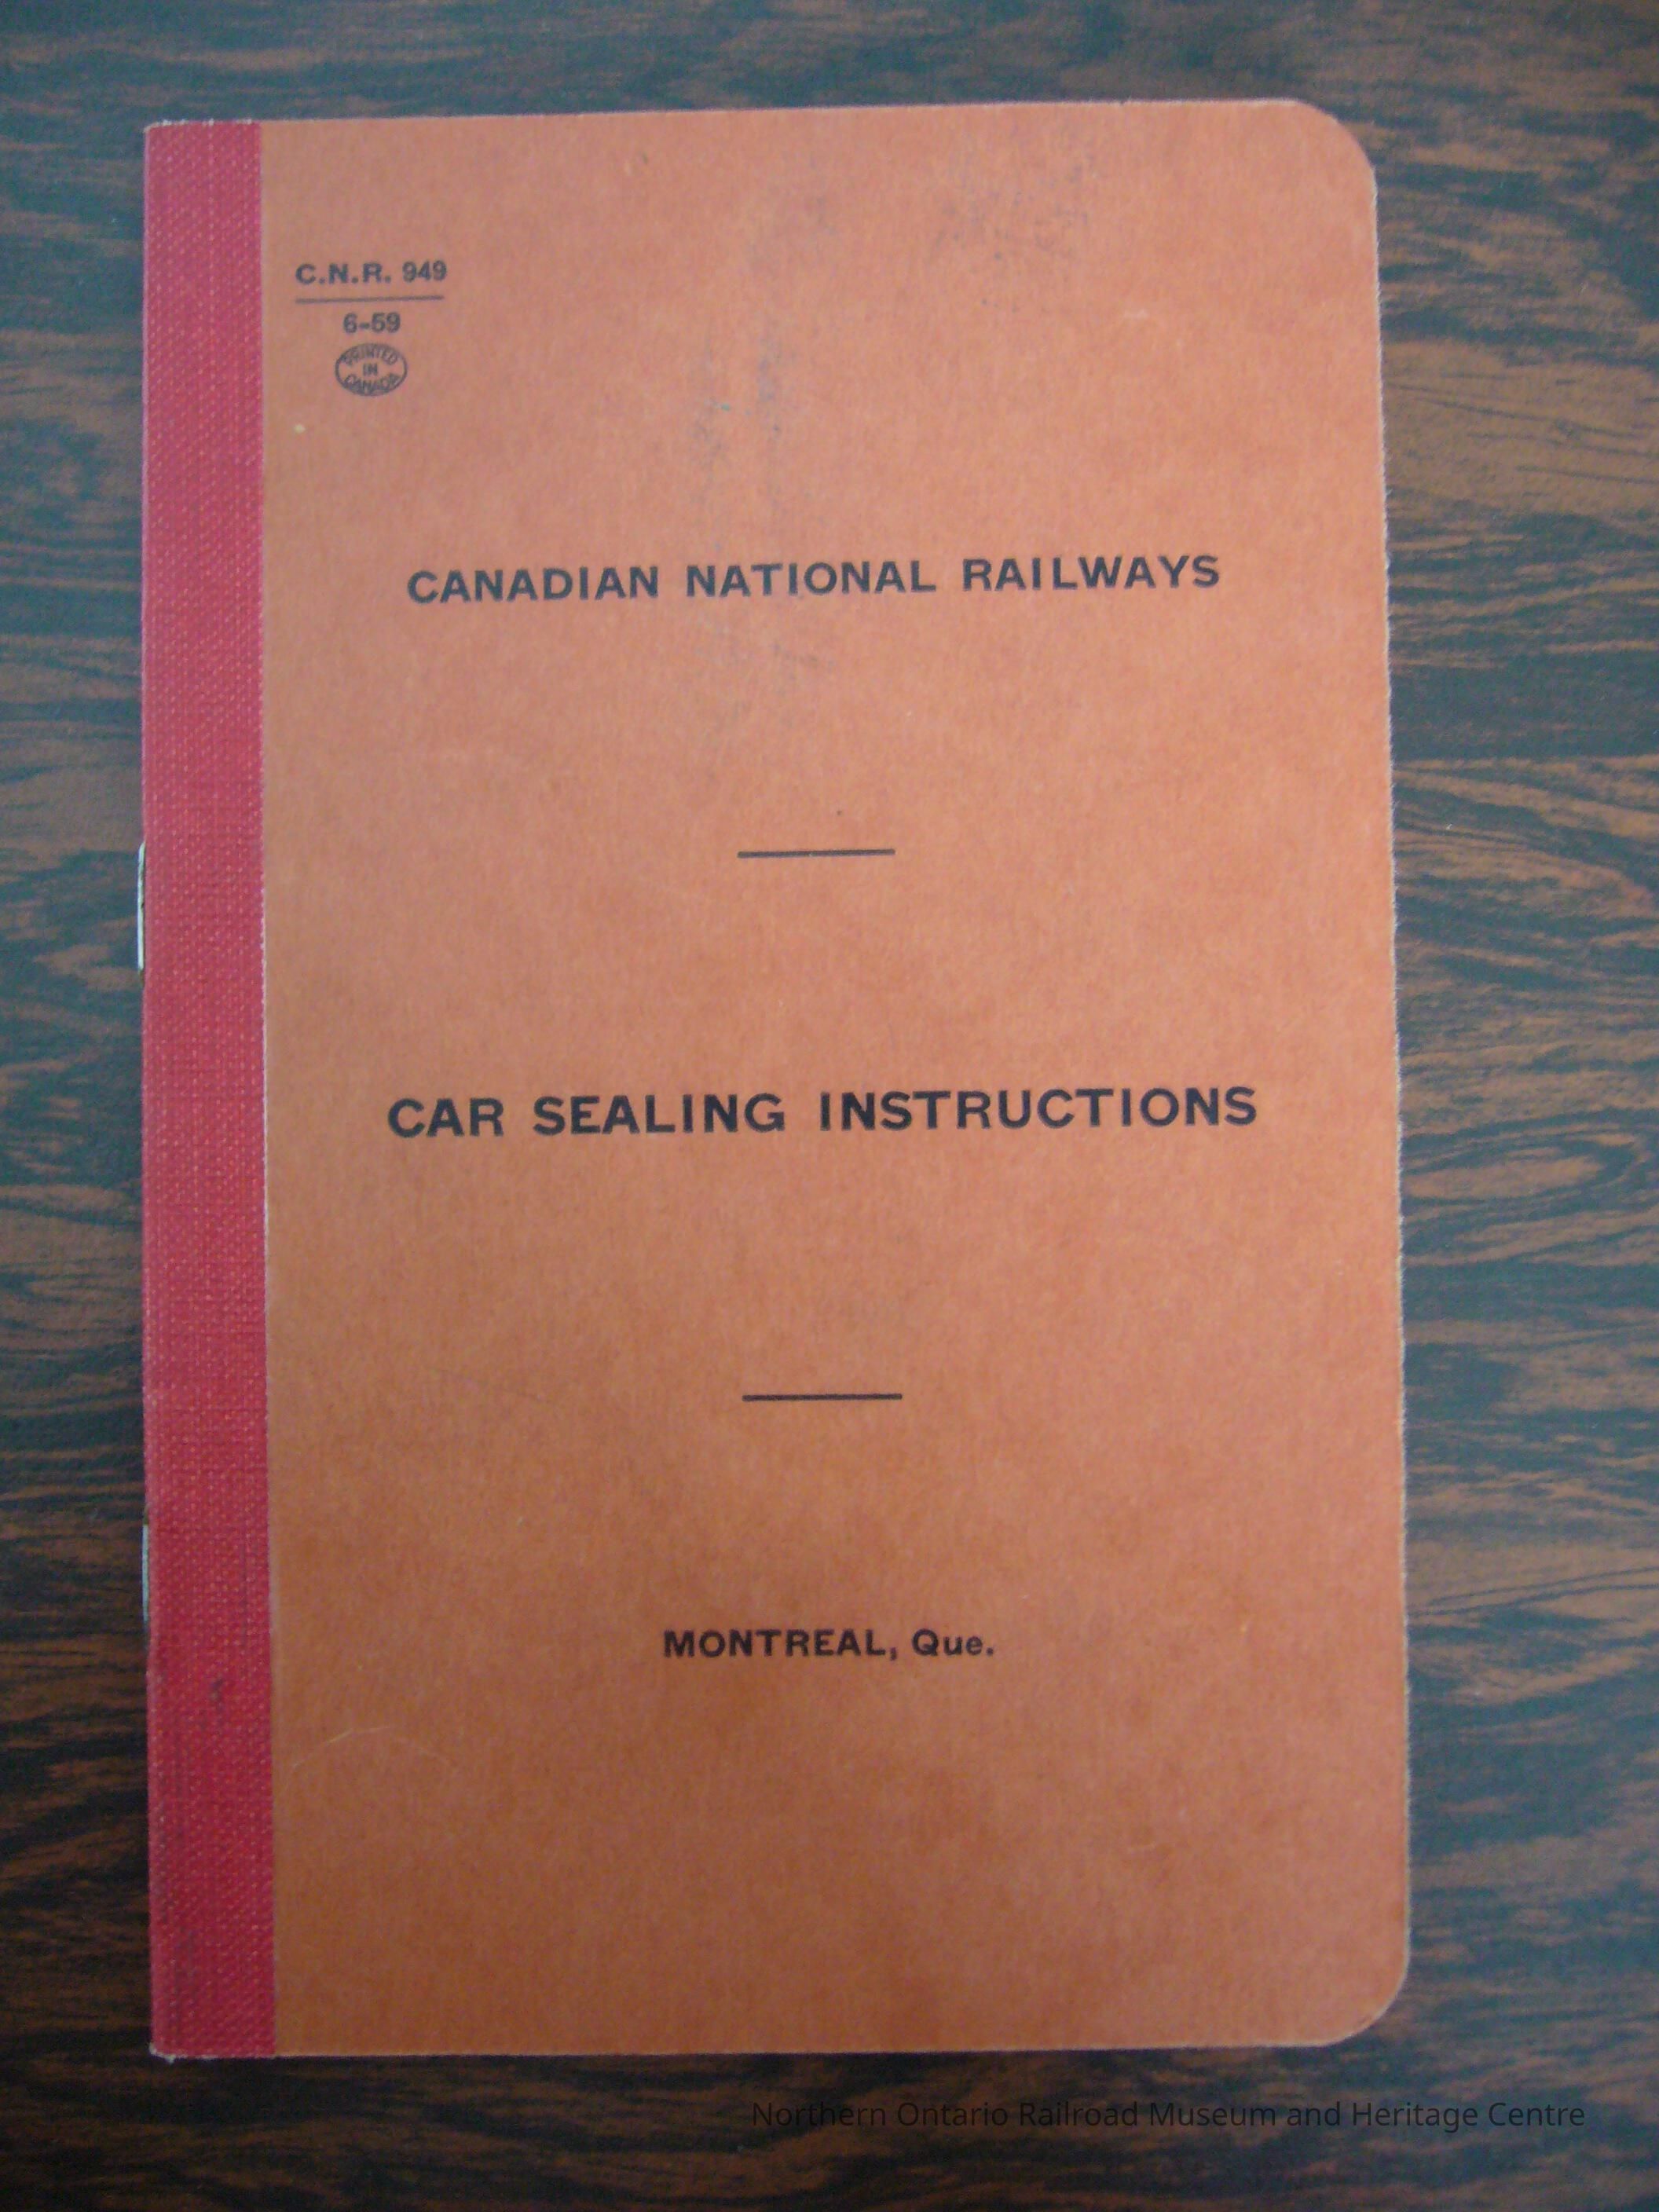 C.N.R. 949
6-59
PRINTED
IN
CANADA
CANADIAN NATIONAL RAILWAYS
CAR SEALING INSTRUCTIONS
MONTREAL, Que.
Northern Ontario Railroad Museum and Heritage Centre